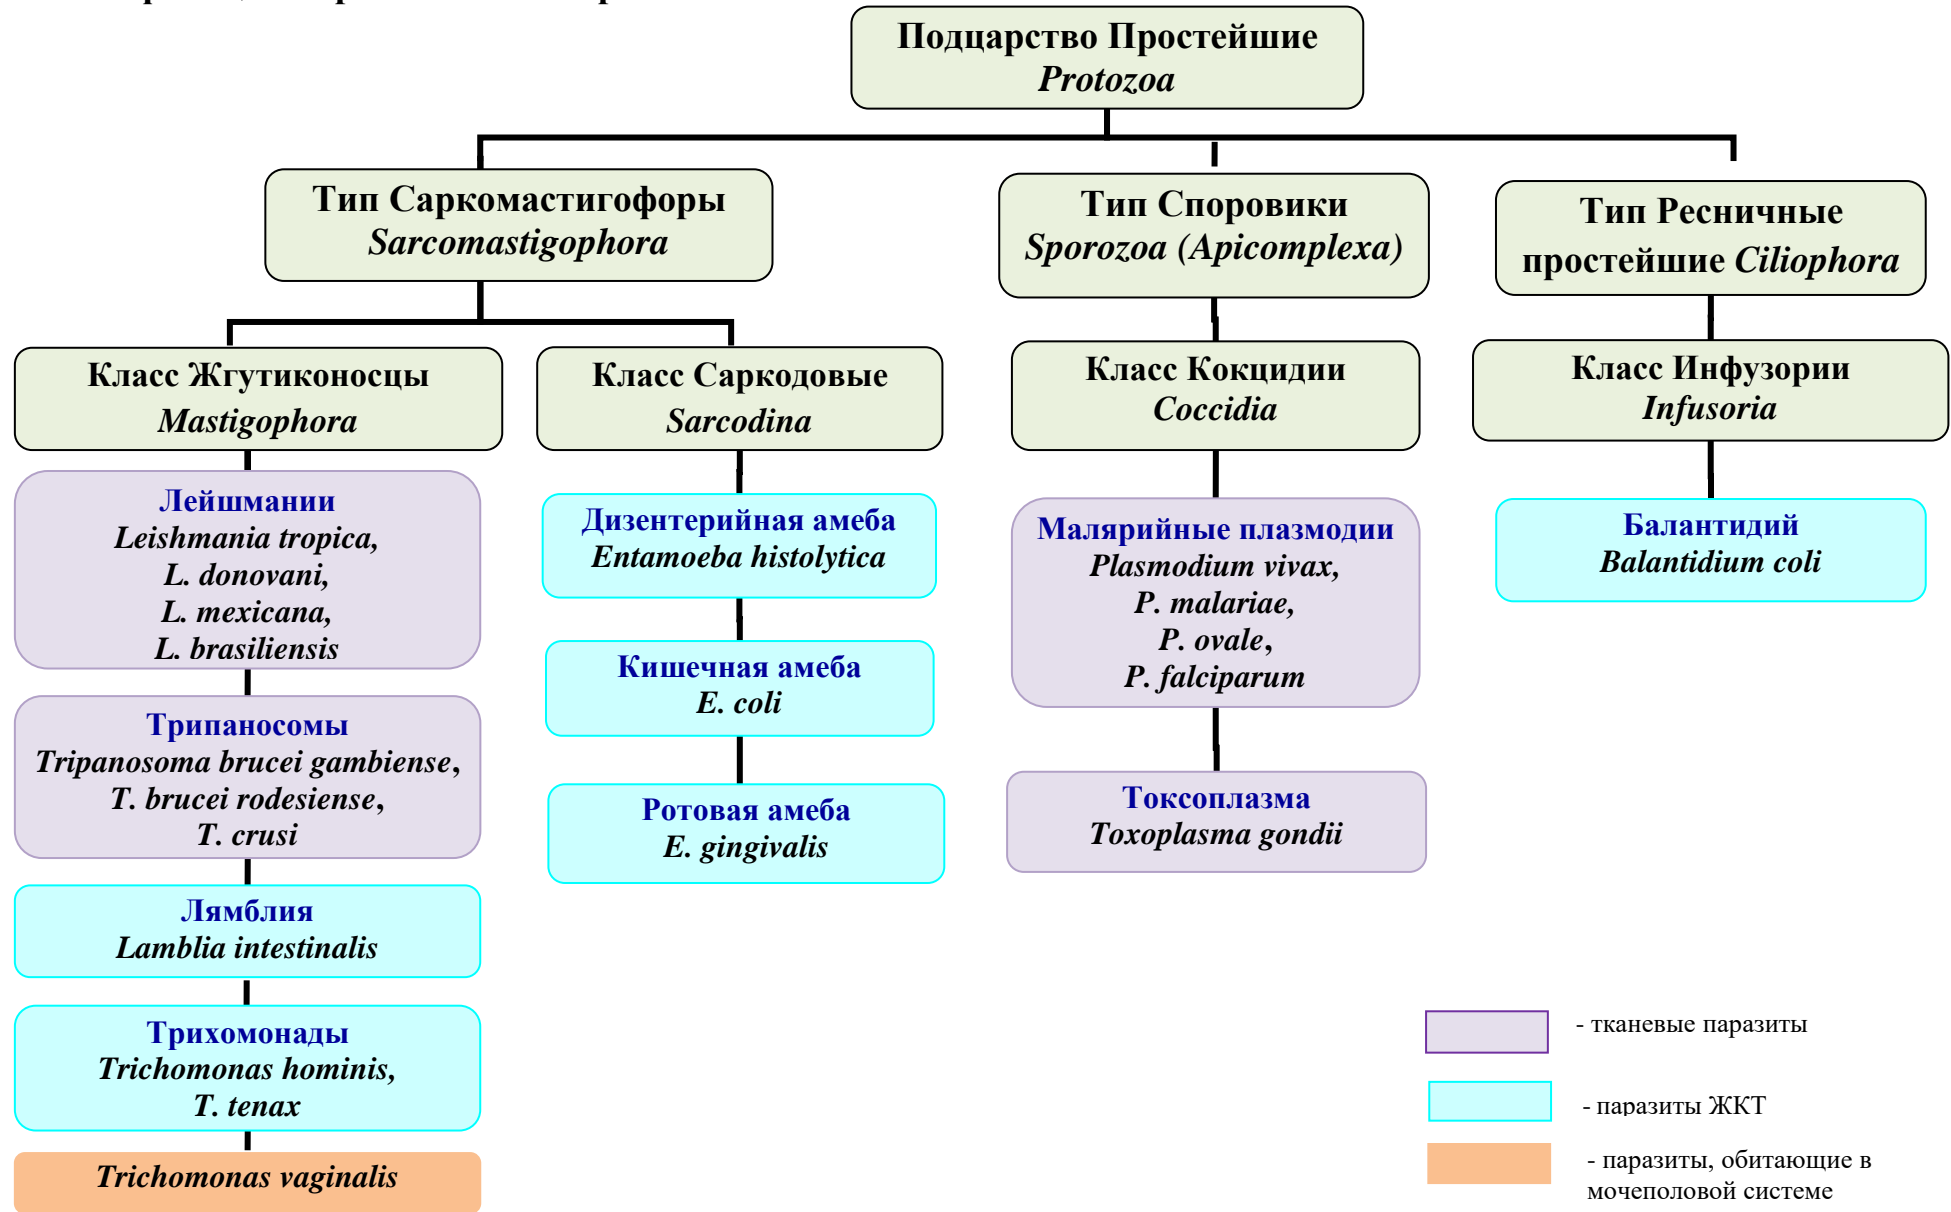 Подцарство Простейшие
Protozoa
Тип Саркомастигофоры
Sarcomastigophora
Тип Споровики
Sporozoa (Apicomplexa)
Тип Ресничные
простейшие Ciliophora
Класс Жгутиконосцы
Mastigophora
Класс Саркодовые
Sarcodina
Класс Кокцидии
Coccidia
Класс Инфузории
Infusoria
Лейшмании
Leishmania tropica,
L. donovani,
L. mexicana,
L. brasiliensis
Трипаносомы
Tripanosoma brucei gambiense,
T. brucei rodesiense,
T. crusi
Лямблия
Lamblia intestinalis
Трихомонады
Trichomonas hominis,
T. tenax
Trichomonas vaginalis
Дизентерийная амеба
Entamoeba histolytica
Кишечная амеба
E. coli
Ротовая амеба
E. gingivalis
Малярийные плазмодии
Plasmodium vivax,
P. malariae,
P. ovale,
P. falciparum
Токсоплазма
Toxoplasma gondii
Балантидий
Balantidium coli
- тканевые паразиты
- паразиты ЖКТ
- паразиты, обитающие в
мочеполовой системе